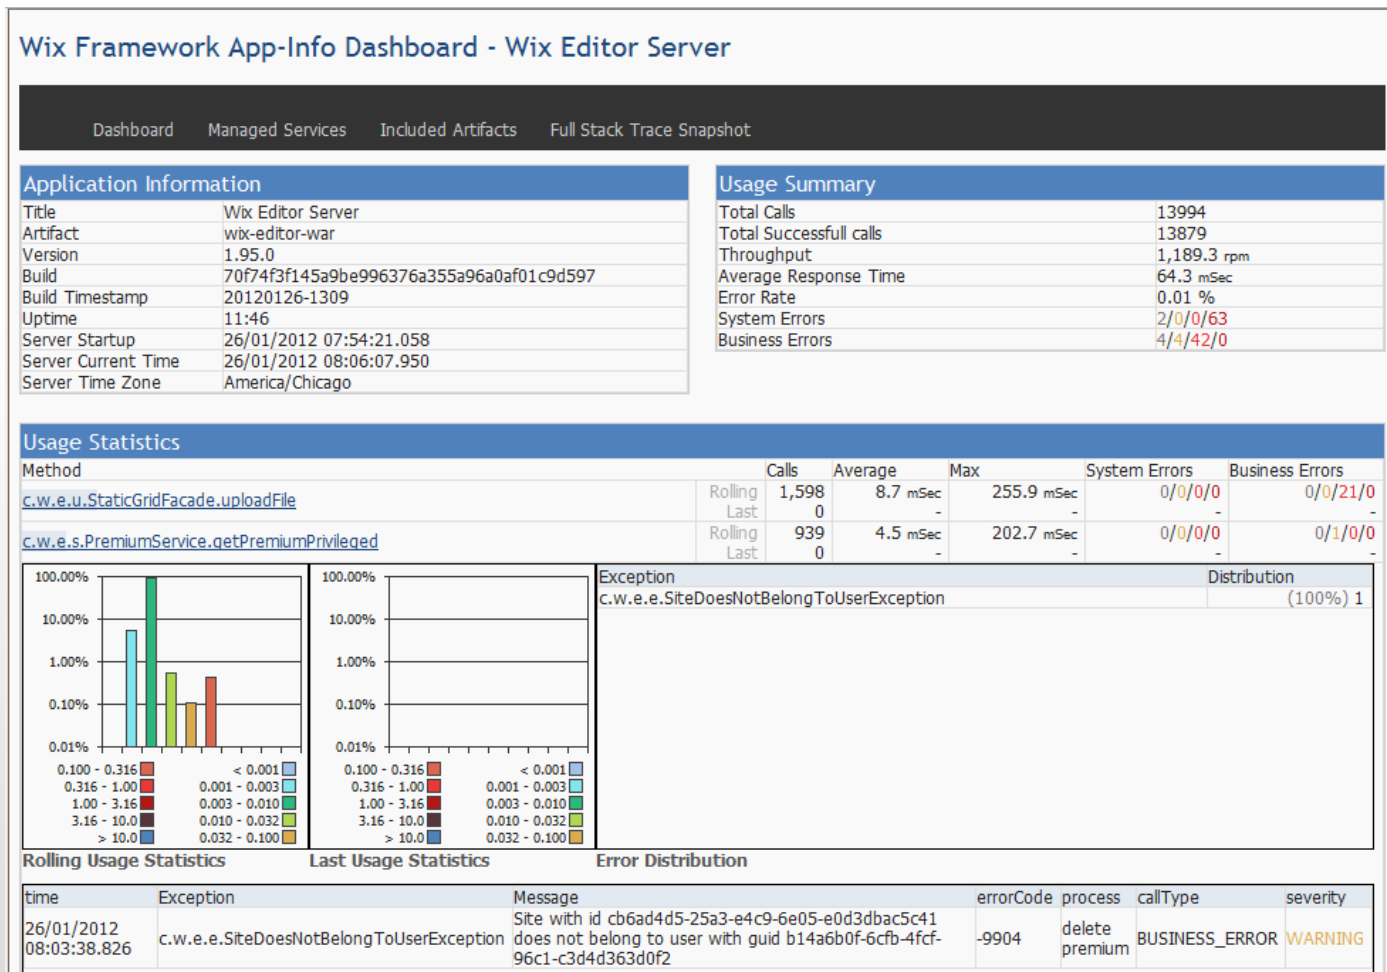 Wix Framework App-Info Dashboard - Wix Editor Server
Dashboard Managed Services Included Artifacts Full Stack Trace Snapshot
Application Information
Title Wix Editor Server
Artifact wix-editor-war
Version 1.95.0
Build 70f74f3f145a9be996376a355a96a0af01c9d597
Build Timestamp 20120126-1309
Uptime 11:46
Server Startup 26/01/2012 07:54:21.058
Server Current Time 26/01/2012 08:06:07.950
Server Time Zone America/Chicago
Usage Summary
Total Calls 13994
Total Successfull calls 13879
Throughput 1,189.3 rpm
Average Response Time 64.3 mSec
Error Rate 0.01 %
System Errors 2/0/0/63
Business Errors 4/4/42/0
Usage Statistics
Method Calls Average Max System Errors Business Errors
c.w.e.u.StaticGridFacade.uploadFile Rolling 1,598 8.7 mSec 255.9 mSec 0/0/0/0 0/0/21/0
Last 0 - - - -
c.w.e.s.PremiumService.getPremiumPrivileged Rolling 939 4.5 mSec 202.7 mSec 0/0/0/0 0/1/0/0
Last 0 - - - -
100.00%
10.00%
1.00%
0.10%
0.01%
0.100 - 0.316 < 0.001
0.316 - 1.00 0.001 - 0.003
1.00 - 3.16 0.003 - 0.010
3.16 - 10.0 0.010 - 0.032
> 10.0 0.032 - 0.100
Rolling Usage Statistics
100.00%
10.00%
1.00%
0.10%
0.01%
0.100 - 0.316 < 0.001
0.316 - 1.00 0.001 - 0.003
1.00 - 3.16 0.003 - 0.010
3.16 - 10.0 0.010 - 0.032
> 10.0 0.032 - 0.100
Last Usage Statistics
Exception Distribution
c.w.e.e.SiteDoesNotBelongToUserException (100%) 1
Error Distribution
time Exception Message errorCode process callType severity
26/01/2012
08:03:38.826
c.w.e.e.SiteDoesNotBelongToUserException
Site with id cb6ad4d5-25a3-e4c9-6e05-e0d3dbac5c41
does not belong to user with guid b14a6b0f-6cfb-4fcf-
96c1-c3d4d363d0f2
-9904
delete
premium
BUSINESS_ERROR
WARNING